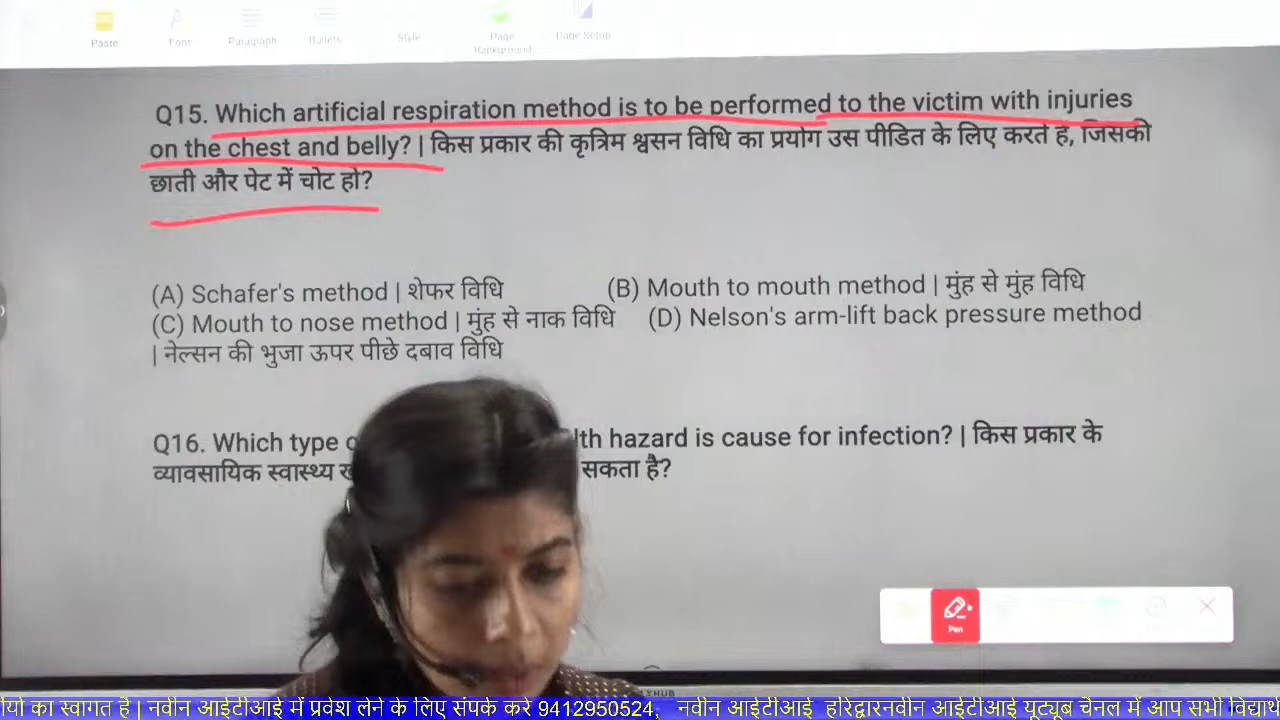 Paste Font Paragraph Bullets Style Page Background Page Setup
Q15. Which artificial respiration method is to be performed to the victim with injuries
on the chest and belly? | किस प्रकार की कृत्रिम श्वसन विधि का प्रयोग उस पीडित के लिए करते है, जिसकी
छाती और पेट में चोट हो?
(A) Schafer's method | शेफर विधि (B) Mouth to mouth method | मुंह से मुंह विधि
(C) Mouth to nose method | मुंह से नाक विधि (D) Nelson's arm-lift back pressure method
| नेल्सन की भुजा ऊपर पीछे दबाव विधि
Q16. Which type lth hazard is cause for infection? | किस प्रकार के
व्यावसायिक स्वास्थ्य सकता है?
Pen
का स्वागत है | नवीन आईटीआई में प्रवेश लेने के लिए संपर्क करे 9412950524, नवीन आईटीआई हरिद्वारनवीन आईटीआई यूट्यूब चैनल में आप सभी